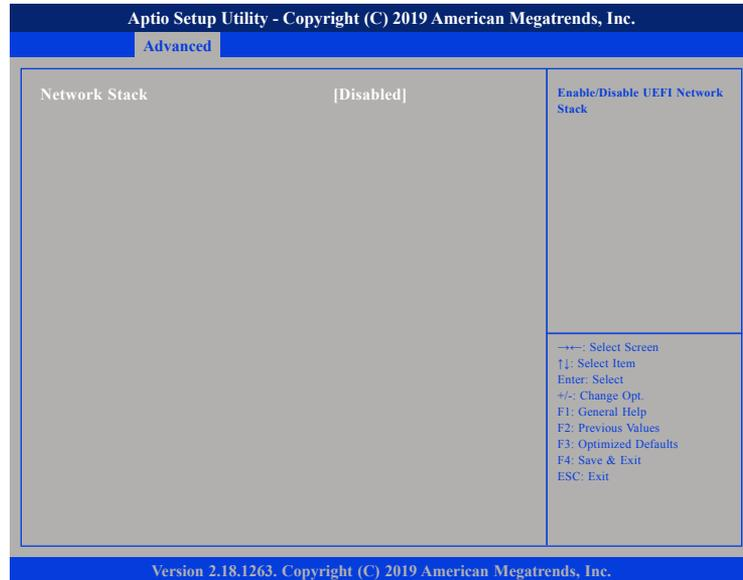 Aptio Setup Utility - Copyright (C) 2019 American Megatrends, Inc.
Advanced
Network Stack [Disabled]
Enable/Disable UEFI Network
Stack
→←: Select Screen
↑↓: Select Item
Enter: Select
+/-: Change Opt.
F1: General Help
F2: Previous Values
F3: Optimized Defaults
F4: Save & Exit
ESC: Exit
Version 2.18.1263. Copyright (C) 2019 American Megatrends, Inc.